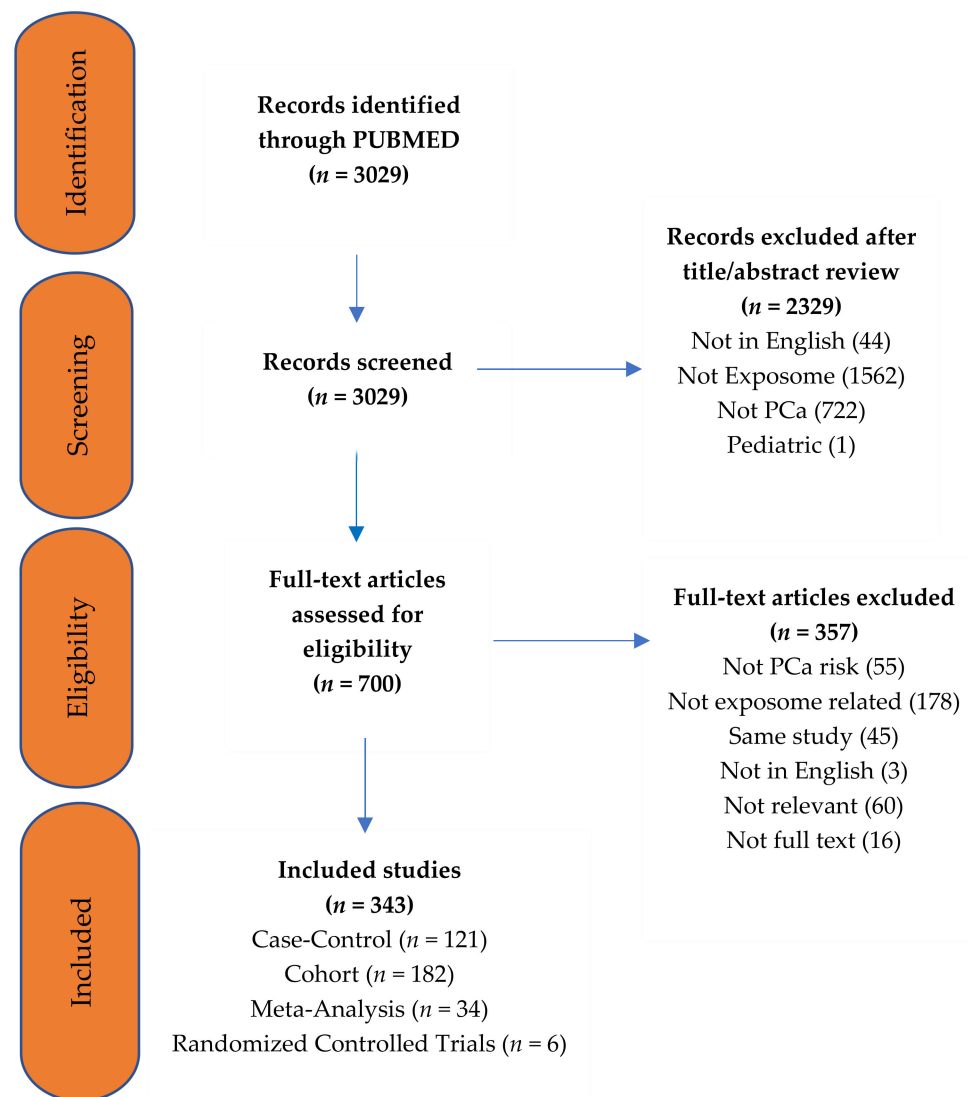 Identification
Records identified
through PUBMED
(n = 3029)
Records excluded after
title/abstract review
(n = 2329)
Not in English (44)
Not Exposome (1562)
Not PCa (722)
Pediatric (1)
Screening
Records screened
(n = 3029)
Eligibility
Full-text articles
assessed for
eligibility
(n = 700)
Full-text articles excluded
(n = 357)
Not PCa risk (55)
Not exposome related (178)
Same study (45)
Not in English (3)
Not relevant (60)
Not full text (16)
Included
Included studies
(n = 343)
Case-Control (n = 121)
Cohort (n = 182)
Meta-Analysis (n = 34)
Randomized Controlled Trials (n = 6)